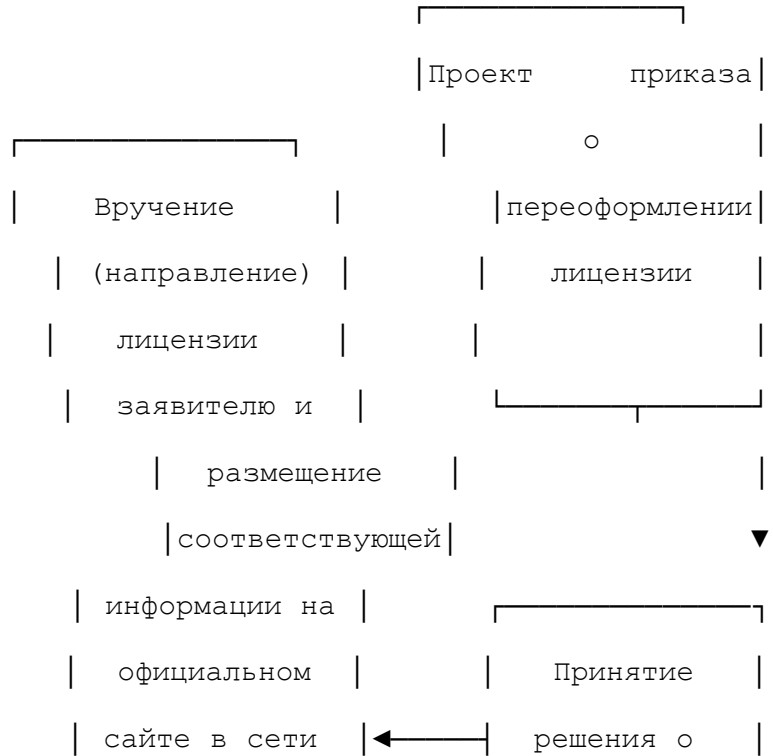 Проект приказа
о
Вручение переоформлении
(направление) лицензии
лицензии
заявителю и
размещение
соответствующей
информации на
официальном Принятие
сайте в сети решения о